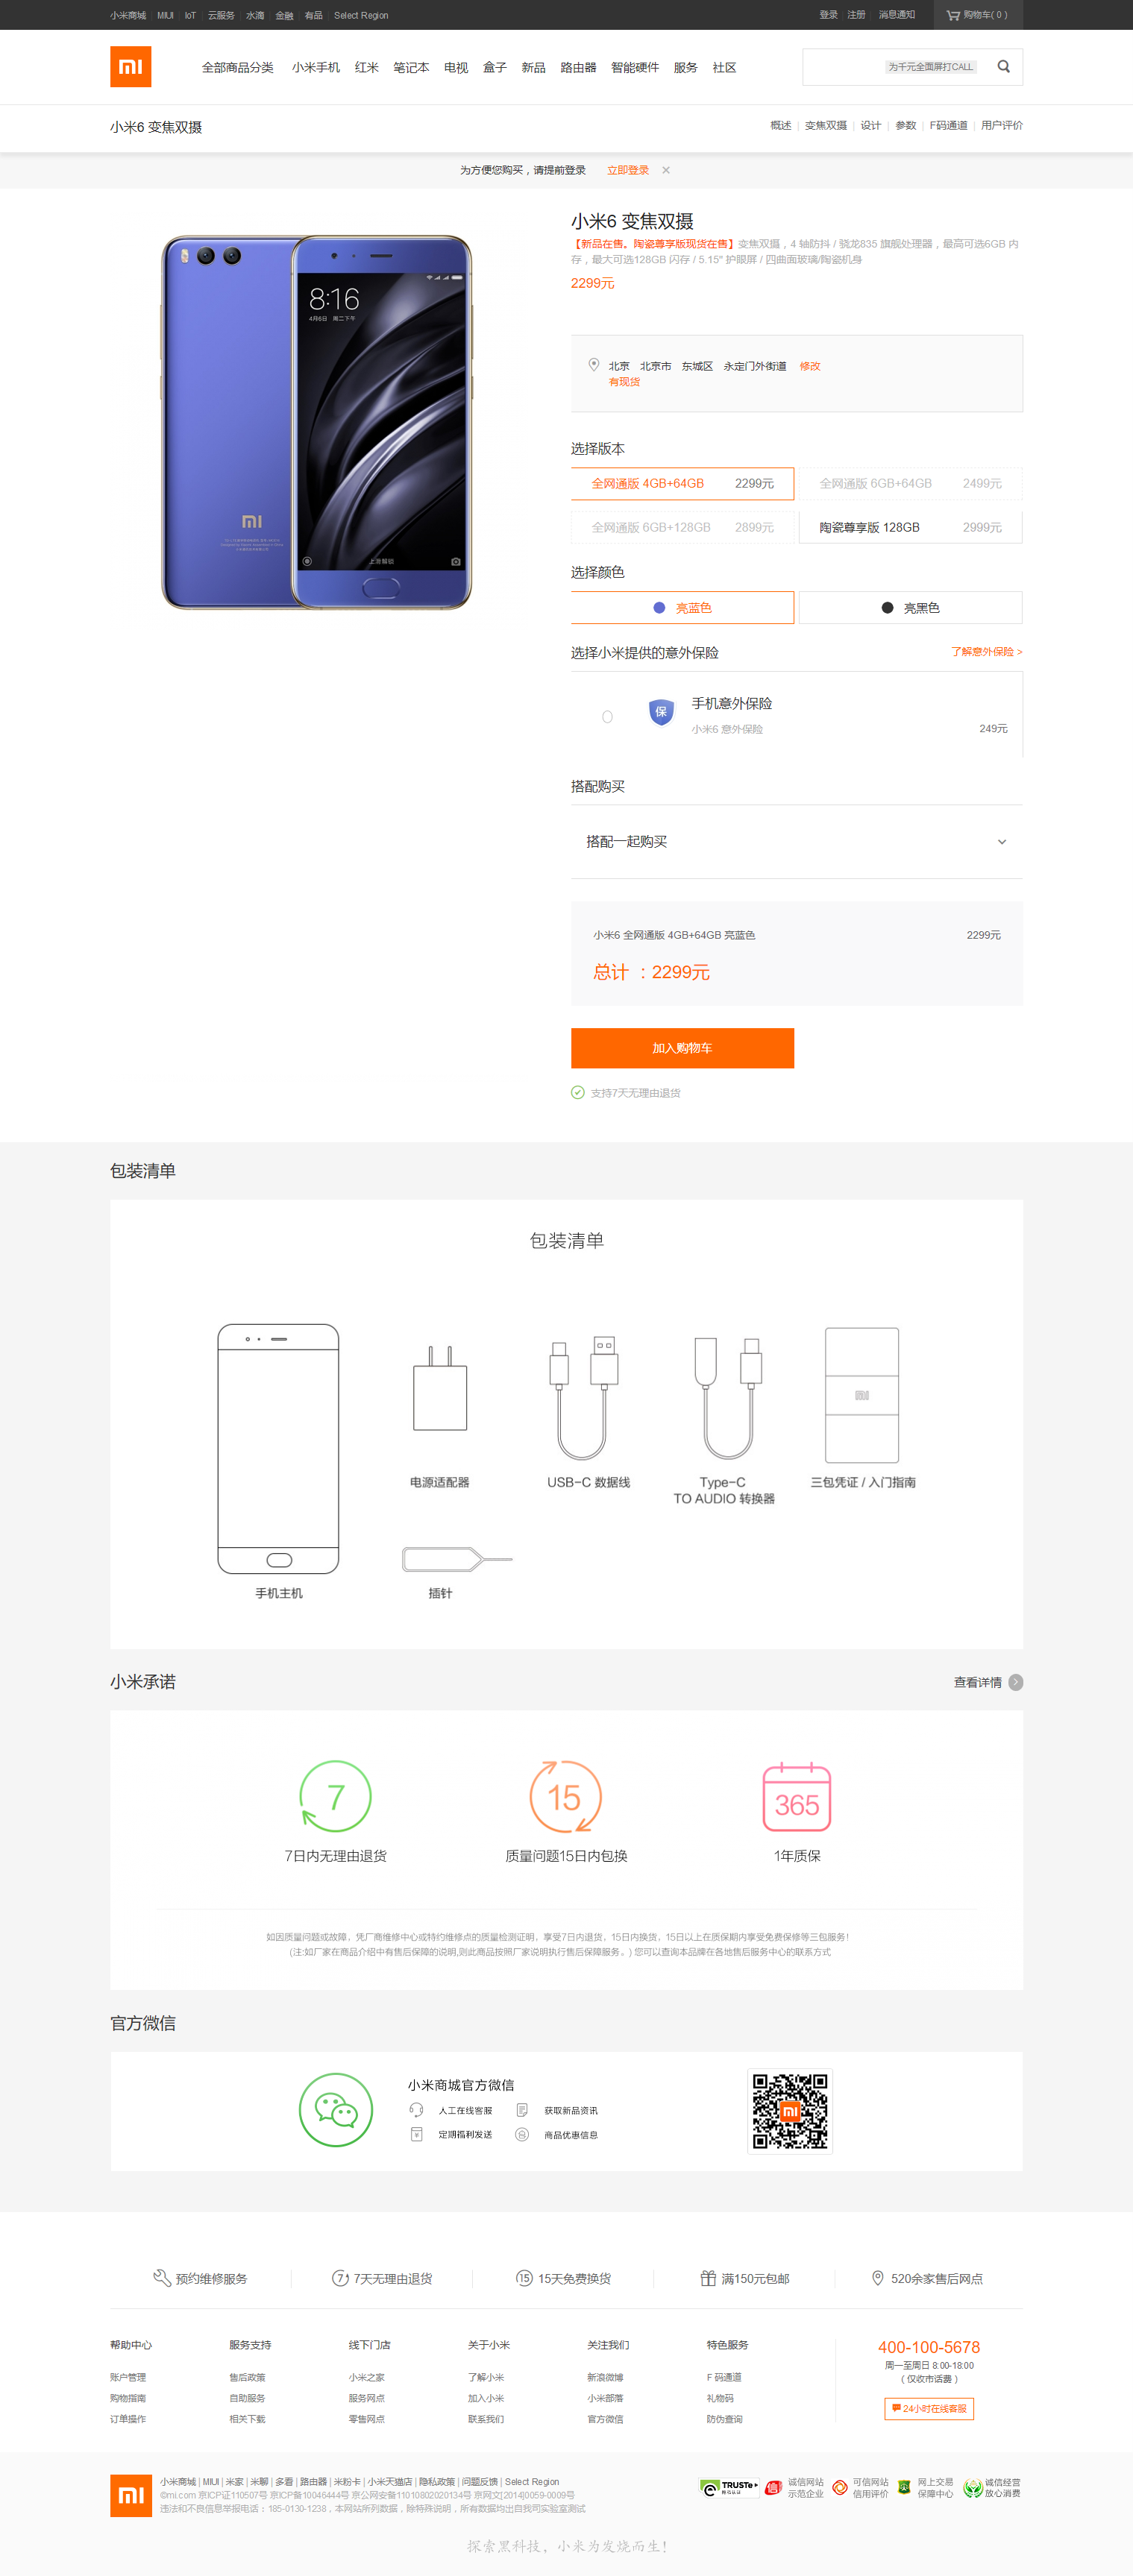 小米商城 | MIUI | IoT | 云服务 | 水滴 | 金融 | 有品 | Select Region
登录 | 注册 | 消息通知
购物车( 0 )
全部商品分类 小米手机 红米 笔记本 电视 盒子 新品 路由器 智能硬件 服务 社区
为千元全面屏打CALL
小米6 变焦双摄
概述 | 变焦双摄 | 设计 | 参数 | F码通道 | 用户评价
为方便您购买，请提前登录 立即登录 ×
小米6 变焦双摄
【新品在售。陶瓷尊享版现货在售】变焦双摄，4 轴防抖 / 骁龙835 旗舰处理器，最高可选6GB 内
存，最大可选128GB 闪存 / 5.15" 护眼屏 / 四曲面玻璃/陶瓷机身
2299元
8:16
4月6日 周二下午
上滑解锁
北京 北京市 东城区 永定门外街道 修改
有现货
选择版本
全网通版 4GB+64GB 2299元
全网通版 6GB+64GB 2499元
全网通版 6GB+128GB 2899元
陶瓷尊享版 128GB 2999元
选择颜色
亮蓝色
亮黑色
选择小米提供的意外保险
了解意外保险 >
保
手机意外保险
小米6 意外保险
249元
搭配购买
搭配一起购买
小米6 全网通版 4GB+64GB 亮蓝色 2299元
总计 ：2299元
加入购物车
支持7天无理由退货
包装清单
包装清单
电源适配器
USB-C 数据线
Type-C
TO AUDIO 转换器
三包凭证 / 入门指南
手机主机
插针
小米承诺
查看详情
7
15
365
7日内无理由退货
质量问题15日内包换
1年质保
如因质量问题或故障，凭厂商维修中心或特约维修点的质量检测证明，享受7日内退货，15日内换货，15日以上在质保期内享受免费保修等三包服务！
(注:如厂家在商品介绍中有售后保障的说明,则此商品按照厂家说明执行售后保障服务。) 您可以查询本品牌在各地售后服务中心的联系方式
官方微信
小米商城官方微信
人工在线客服
获取新品资讯
定期福利发送
商品优惠信息
预约维修服务
7天无理由退货
15天免费换货
满150元包邮
520余家售后网点
帮助中心 服务支持 线下门店 关于小米 关注我们 特色服务
账户管理 售后政策 小米之家 了解小米 新浪微博 F 码通道
购物指南 自助服务 服务网点 加入小米 小米部落 礼物码
订单操作 相关下载 零售网点 联系我们 官方微信 防伪查询
400-100-5678
周一至周日 8:00-18:00
（仅收市话费）
24小时在线客服
小米商城 | MIUI | 米家 | 米聊 | 多看 | 路由器 | 米粉卡 | 小米天猫店 | 隐私政策 | 问题反馈 | Select Region
©mi.com 京ICP证110507号 京ICP备10046444号 京公网安备11010802020134号 京网文[2014]0059-0009号
违法和不良信息举报电话：185-0130-1238，本网站所列数据，除特殊说明，所有数据均出自我司实验室测试
TRUSTe
诚信网站
示范企业
可信网站
信用评价
网上交易
保障中心
诚信经营
放心消费
探索黑科技，小米为发烧而生！